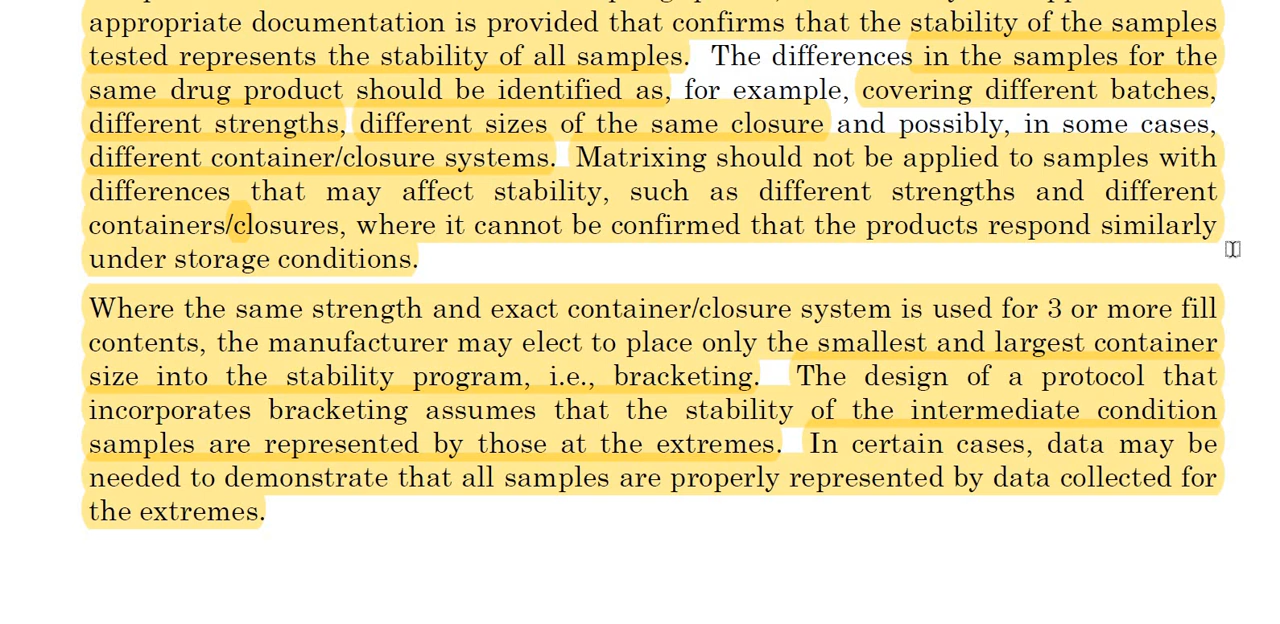 appropriate documentation is provided that confirms that the stability of the samples
tested represents the stability of all samples. The differences in the samples for the
same drug product should be identified as, for example, covering different batches,
different strengths, different sizes of the same closure and possibly, in some cases,
different container/closure systems. Matrixing should not be applied to samples with
differences that may affect stability, such as different strengths and different
containers/closures, where it cannot be confirmed that the products respond similarly
under storage conditions.
Where the same strength and exact container/closure system is used for 3 or more fill
contents, the manufacturer may elect to place only the smallest and largest container
size into the stability program, i.e., bracketing. The design of a protocol that
incorporates bracketing assumes that the stability of the intermediate condition
samples are represented by those at the extremes. In certain cases, data may be
needed to demonstrate that all samples are properly represented by data collected for
the extremes.